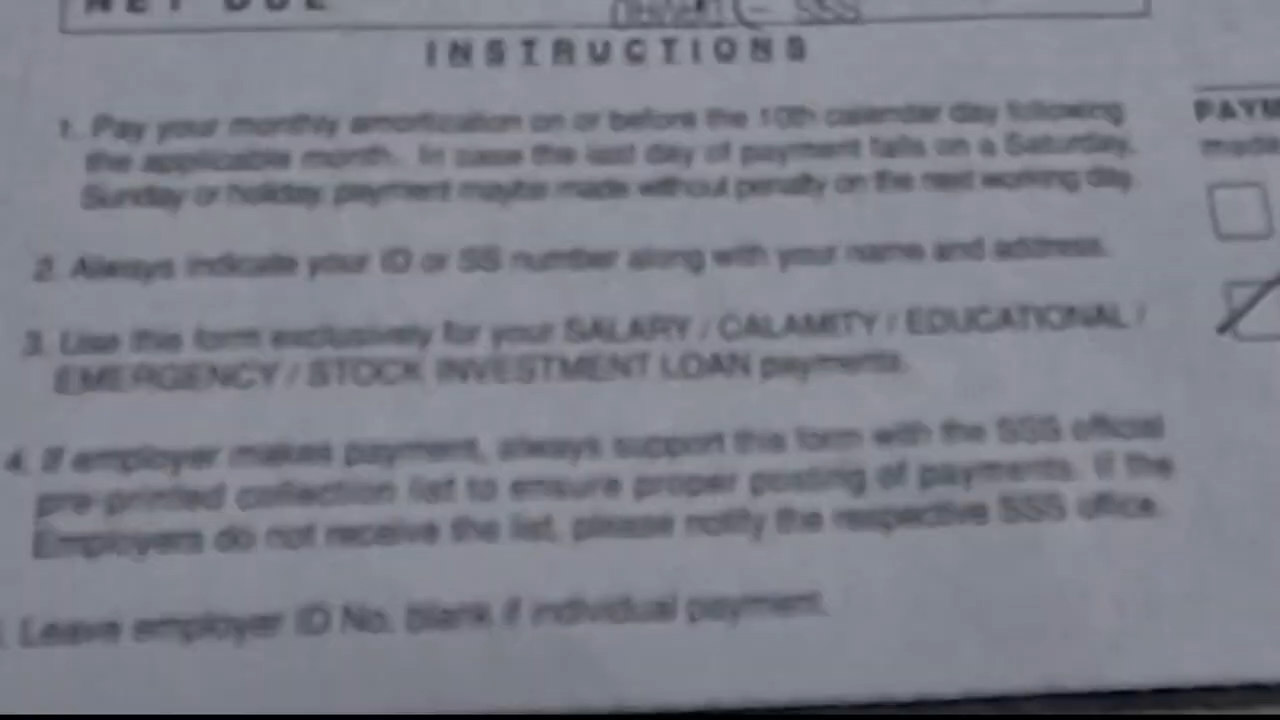 NET DUE
INSTRUCTIONS
1. Pay your monthly amortization on or before the 10th calendar day following
the applicable month. In case the last day of payment falls on a Saturday,
Sunday or holiday, payment maybe made without penalty on the next working day.
2. Always indicate your ID or SS number along with your name and address.
3. Use this form exclusively for your SALARY / CALAMITY / EDUCATIONAL /
EMERGENCY / STOCK INVESTMENT LOAN payments.
4. If employer makes payment, always support this form with the SSS official
pre-printed collection list to ensure proper posting of payments. If the
Employers do not receive the list, please notify the respective SSS office.
. Leave employer ID No. blank if individual payment.
PAYM
made